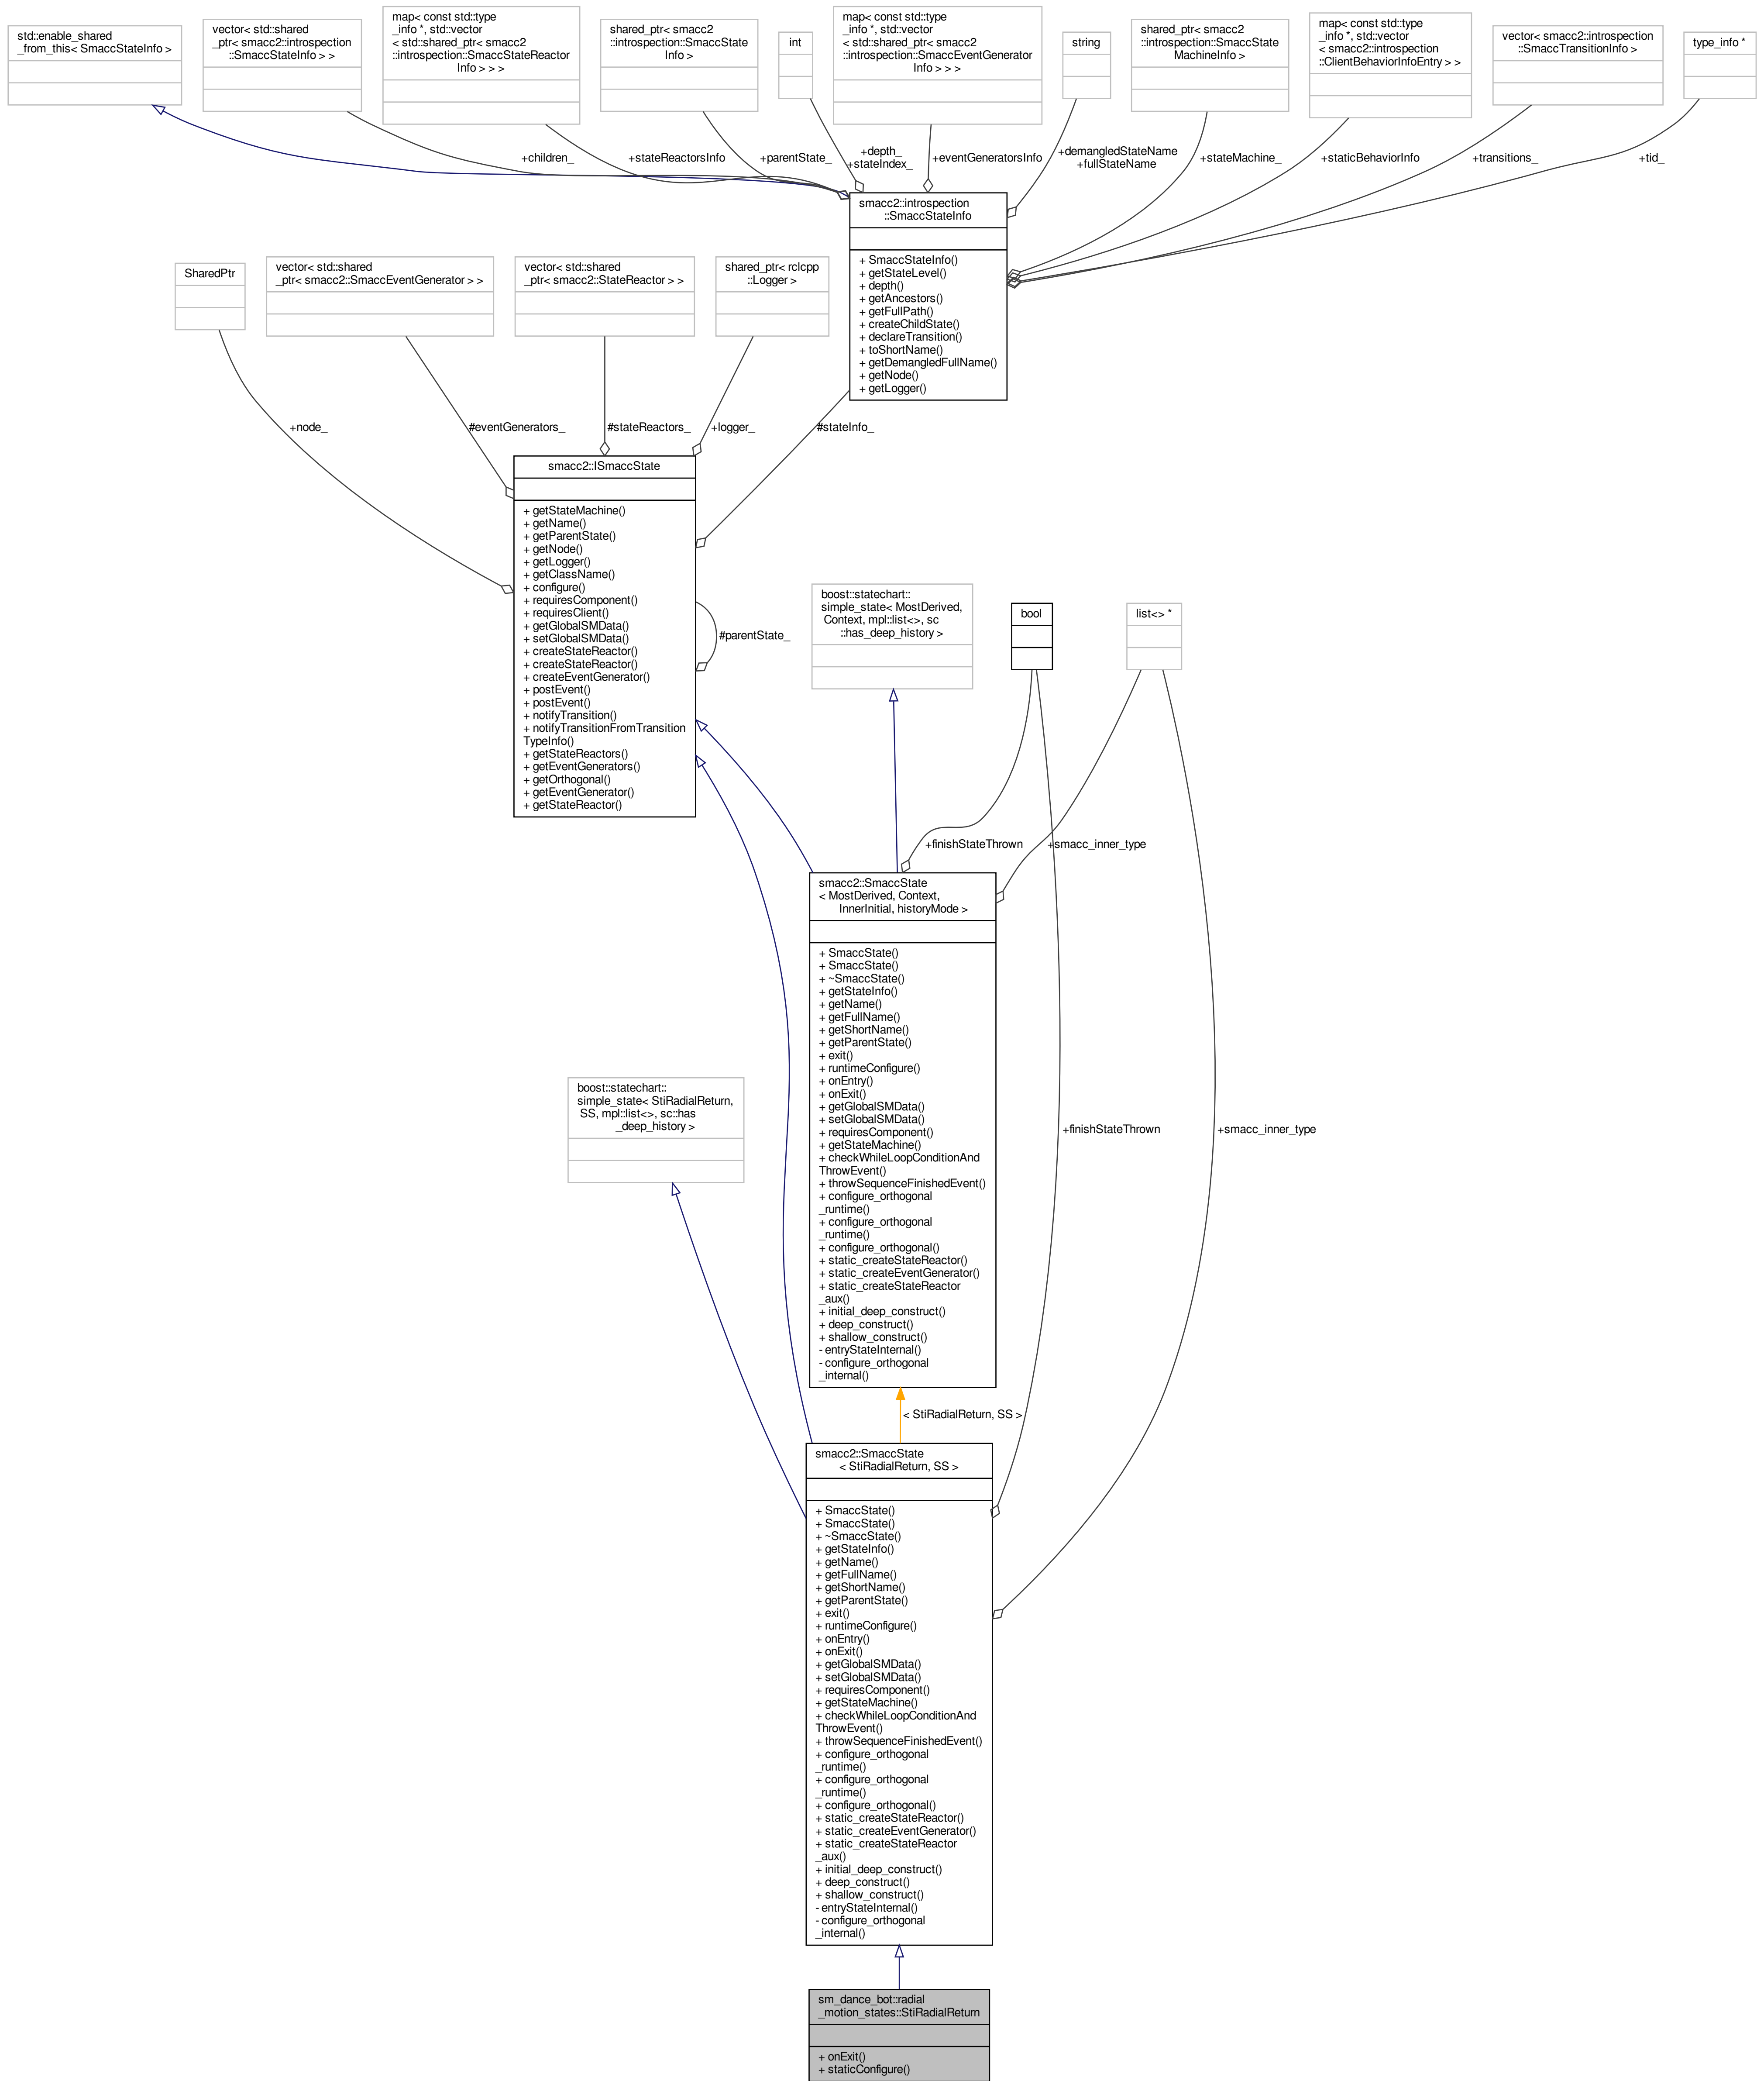 std::enable_shared
_from_this< SmaccStateInfo >
vector< std::shared
_ptr< smacc2::introspection
::SmaccStateInfo > >
map< const std::type
_info *, std::vector
< std::shared_ptr< smacc2
::introspection::SmaccStateReactor
Info > > >
shared_ptr< smacc2
::introspection::SmaccState
Info >
int
map< const std::type
_info *, std::vector
< std::shared_ptr< smacc2
::introspection::SmaccEventGenerator
Info > > >
string
shared_ptr< smacc2
::introspection::SmaccState
MachineInfo >
map< const std::type
_info *, std::vector
< smacc2::introspection
::ClientBehaviorInfoEntry > >
vector< smacc2::introspection
::SmaccTransitionInfo >
type_info *
+children_
+stateReactorsInfo
+parentState_
+depth_
+stateIndex_
+eventGeneratorsInfo
+demangledStateName
+fullStateName
+stateMachine_
+staticBehaviorInfo
+transitions_
+tid_
smacc2::introspection
::SmaccStateInfo
+ SmaccStateInfo()
+ getStateLevel()
+ depth()
+ getAncestors()
+ getFullPath()
+ createChildState()
+ declareTransition()
+ toShortName()
+ getDemangledFullName()
+ getNode()
+ getLogger()
SharedPtr
vector< std::shared
_ptr< smacc2::SmaccEventGenerator > >
vector< std::shared
_ptr< smacc2::StateReactor > >
shared_ptr< rclcpp
::Logger >
+node_
#eventGenerators_
#stateReactors_
+logger_
#stateInfo_
smacc2::ISmaccState
+ getStateMachine()
+ getName()
+ getParentState()
+ getNode()
+ getLogger()
+ getClassName()
+ configure()
+ requiresComponent()
+ requiresClient()
+ getGlobalSMData()
+ setGlobalSMData()
+ createStateReactor()
+ createStateReactor()
+ createEventGenerator()
+ postEvent()
+ postEvent()
+ notifyTransition()
+ notifyTransitionFromTransition
TypeInfo()
+ getStateReactors()
+ getEventGenerators()
+ getOrthogonal()
+ getEventGenerator()
+ getStateReactor()
#parentState_
boost::statechart::
simple_state< MostDerived,
Context, mpl::list<>, sc
::has_deep_history >
bool
list<> *
+finishStateThrown
+smacc_inner_type
smacc2::SmaccState
< MostDerived, Context,
InnerInitial, historyMode >
+ SmaccState()
+ SmaccState()
+ ~SmaccState()
+ getStateInfo()
+ getName()
+ getFullName()
+ getShortName()
+ getParentState()
+ exit()
+ runtimeConfigure()
+ onEntry()
+ onExit()
+ getGlobalSMData()
+ setGlobalSMData()
+ requiresComponent()
+ getStateMachine()
+ checkWhileLoopConditionAnd
ThrowEvent()
+ throwSequenceFinishedEvent()
+ configure_orthogonal
_runtime()
+ configure_orthogonal
_runtime()
+ configure_orthogonal()
+ static_createStateReactor()
+ static_createEventGenerator()
+ static_createStateReactor
_aux()
+ initial_deep_construct()
+ deep_construct()
+ shallow_construct()
- entryStateInternal()
- configure_orthogonal
_internal()
boost::statechart::
simple_state< StiRadialReturn,
SS, mpl::list<>, sc::has
_deep_history >
+finishStateThrown
+smacc_inner_type
< StiRadialReturn, SS >
smacc2::SmaccState
< StiRadialReturn, SS >
+ SmaccState()
+ SmaccState()
+ ~SmaccState()
+ getStateInfo()
+ getName()
+ getFullName()
+ getShortName()
+ getParentState()
+ exit()
+ runtimeConfigure()
+ onEntry()
+ onExit()
+ getGlobalSMData()
+ setGlobalSMData()
+ requiresComponent()
+ getStateMachine()
+ checkWhileLoopConditionAnd
ThrowEvent()
+ throwSequenceFinishedEvent()
+ configure_orthogonal
_runtime()
+ configure_orthogonal
_runtime()
+ configure_orthogonal()
+ static_createStateReactor()
+ static_createEventGenerator()
+ static_createStateReactor
_aux()
+ initial_deep_construct()
+ deep_construct()
+ shallow_construct()
- entryStateInternal()
- configure_orthogonal
_internal()
sm_dance_bot::radial
_motion_states::StiRadialReturn
+ onExit()
+ staticConfigure()